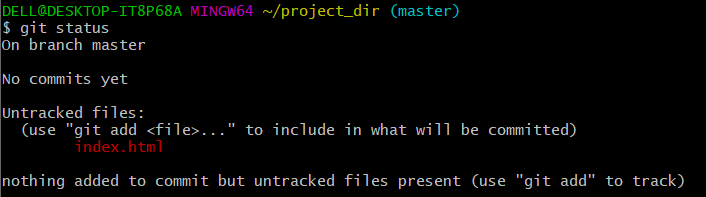 DELL@DESKTOP-IT8P68A MINGW64 ~/project_dir (master)
$ git status
On branch master
No commits yet
Untracked files:
(use "git add <file>..." to include in what will be committed)
index.html
nothing added to commit but untracked files present (use "git add" to track)